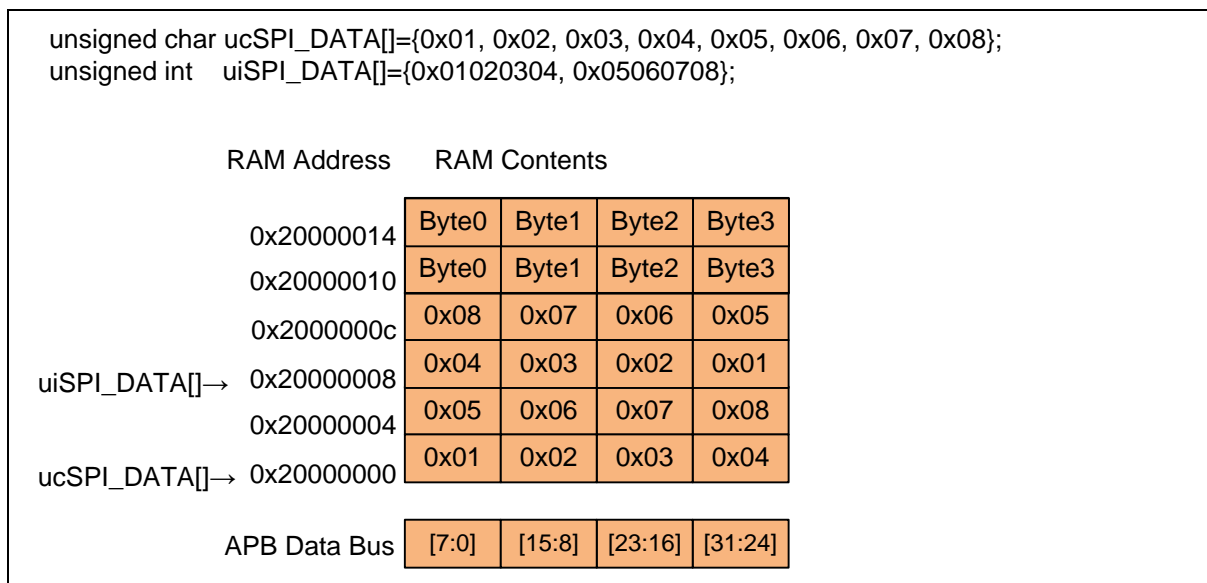 unsigned char ucSPI_DATA[]={0x01, 0x02, 0x03, 0x04, 0x05, 0x06, 0x07, 0x08};
unsigned int uiSPI_DATA[]={0x01020304, 0x05060708};
RAM Address RAM Contents
0x20000014 Byte0 Byte1 Byte2 Byte3
0x20000010 Byte0 Byte1 Byte2 Byte3
0x2000000c 0x08 0x07 0x06 0x05
uiSPI_DATA[]→ 0x20000008 0x04 0x03 0x02 0x01
0x20000004 0x05 0x06 0x07 0x08
ucSPI_DATA[]→ 0x20000000 0x01 0x02 0x03 0x04
APB Data Bus [7:0] [15:8] [23:16] [31:24]